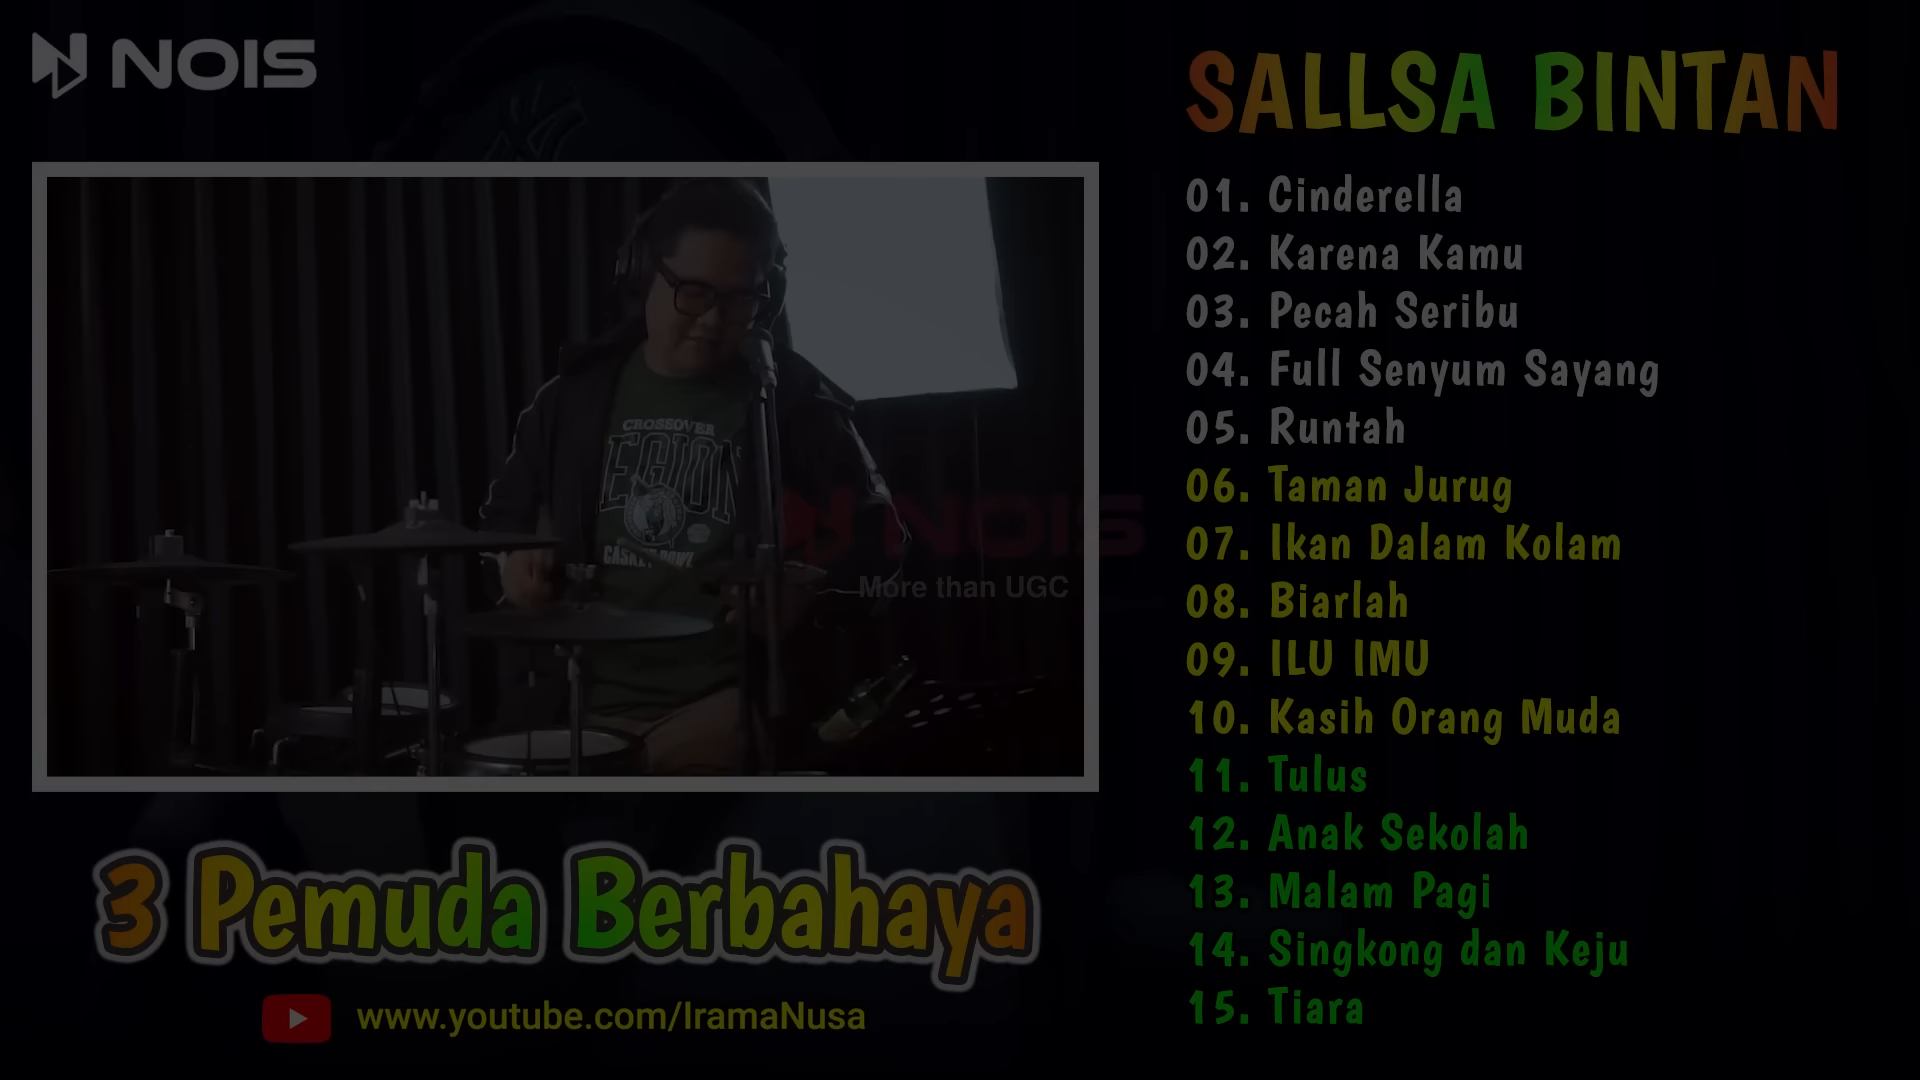 NOIS
SALLSA BINTAN
01. Cinderella
02. Karena Kamu
03. Pecah Seribu
04. Full Senyum Sayang
05. Runtah
06. Taman Jurug
07. Ikan Dalam Kolam
08. Biarlah
09. ILU IMU
10. Kasih Orang Muda
11. Tulus
12. Anak Sekolah
13. Malam Pagi
14. Singkong dan Keju
15. Tiara
CROSSOVER
LEGION
NOIS
More than UGC
3 Pemuda Berbahaya
www.youtube.com/IramaNusa